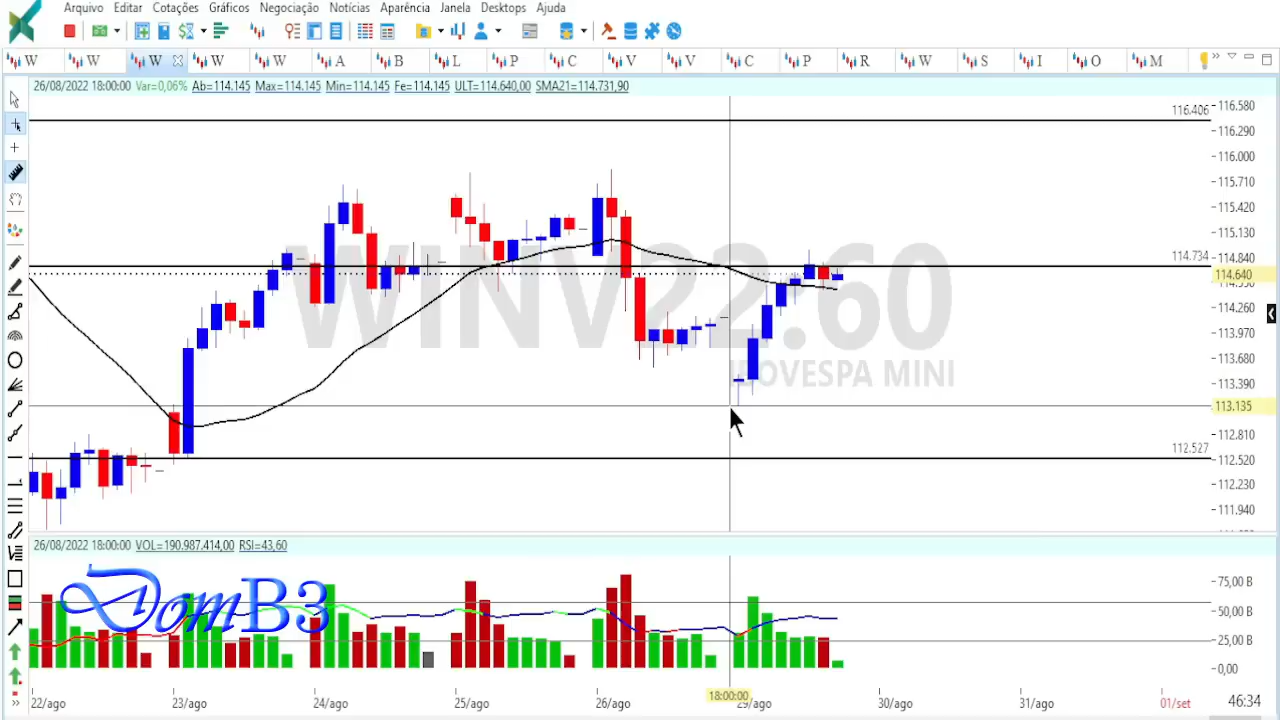 Arquivo Editar Cotações Gráficos Negociação Notícias Aparência Janela Desktops Ajuda
W W W W W A B L P C V V C P R W S I O M
26/08/2022 18:00:00 Var=0,06% Ab=114.145 Max=114.145 Min=114.145 Fe=114.145 ULT=114.640,00 SMA21=114.731,90
116.580
116.406
116.290
116.000
115.710
115.420
115.130
114.840
114.734
114.640
114.260
113.970
113.680
113.390
113.135
112.810
112.527
112.520
112.230
111.940
WINV22:60
IBOVESPA MINI
26/08/2022 18:00:00 VOL=190.987.414,00 RSI=43,60
DomB3
75,00 B
50,00 B
25,00 B
0,00
18:00:00
22/ago 23/ago 24/ago 25/ago 26/ago 29/ago 30/ago 31/ago 01/set 46:34